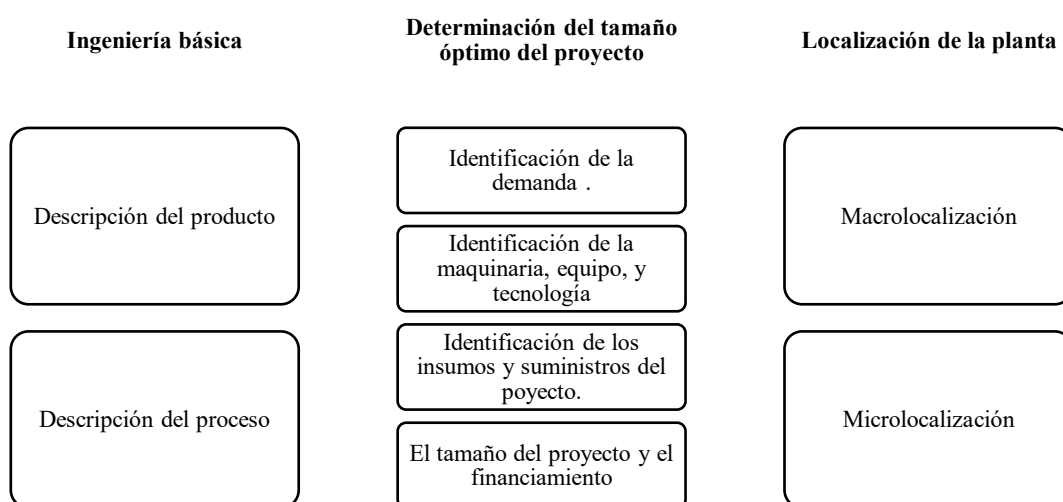 Ingeniería básica
Determinación del tamaño
óptimo del proyecto
Localización de la planta
Descripción del producto
Descripción del proceso
Identificación de la
demanda .
Identificación de la
maquinaria, equipo, y
tecnología
Identificación de los
insumos y suministros del
poyecto.
El tamaño del proyecto y el
financiamiento
Macrolocalización
Microlocalización